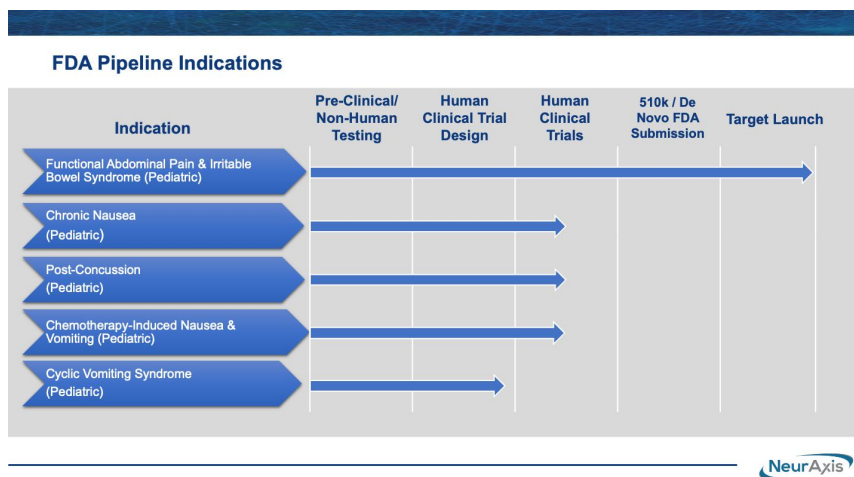 FDA Pipeline Indications
Indication
Pre-Clinical/
Non-Human
Testing
Human
Clinical Trial
Design
Human
Clinical
Trials
510k / De
Novo FDA
Submission
Target Launch
Functional Abdominal Pain & Irritable
Bowel Syndrome (Pediatric)
Chronic Nausea
(Pediatric)
Post-Concussion
(Pediatric)
Chemotherapy-Induced Nausea &
Vomiting (Pediatric)
Cyclic Vomiting Syndrome
(Pediatric)
NeurAxis